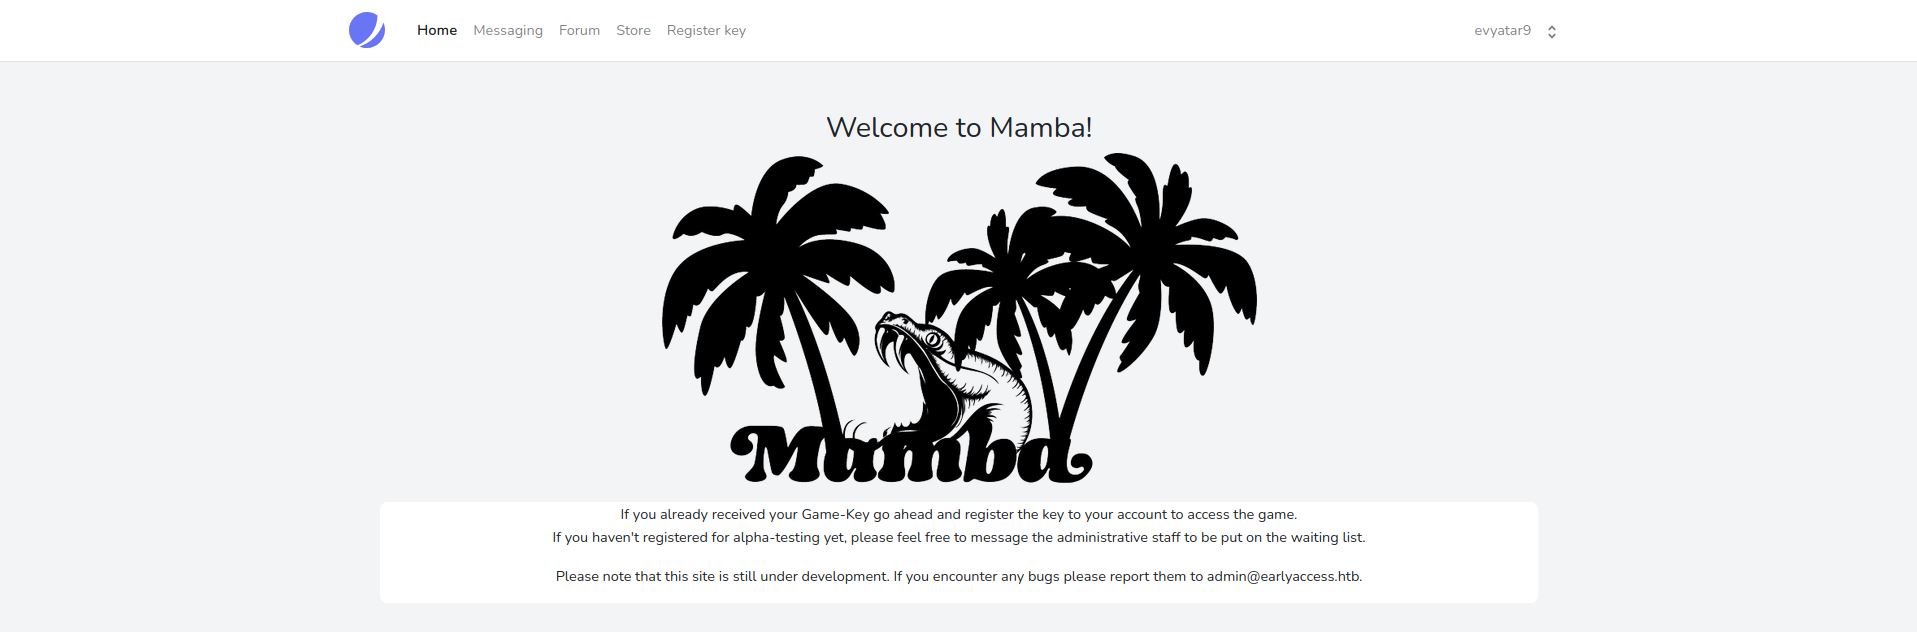 Home Messaging Forum Store Register key evyatar9
Welcome to Mamba!
Mamba
If you already received your Game-Key go ahead and register the key to your account to access the game.
If you haven't registered for alpha-testing yet, please feel free to message the administrative staff to be put on the waiting list.
Please note that this site is still under development. If you encounter any bugs please report them to admin@earlyaccess.htb.